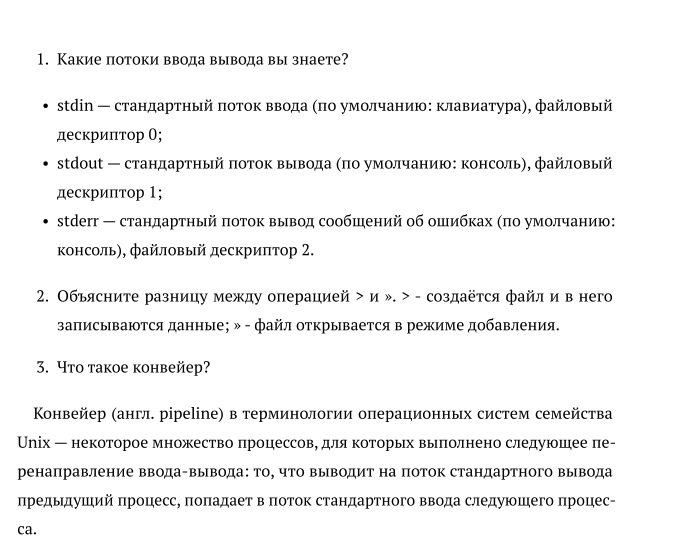 1. Какие потоки ввода вывода вы знаете?
• stdin — стандартный поток ввода (по умолчанию: клавиатура), файловый
дескриптор 0;
• stdout — стандартный поток вывода (по умолчанию: консоль), файловый
дескриптор 1;
• stderr — стандартный поток вывод сообщений об ошибках (по умолчанию:
консоль), файловый дескриптор 2.
2. Объясните разницу между операцией > и ». > - создаётся файл и в него
записываются данные; » - файл открывается в режиме добавления.
3. Что такое конвейер?
Конвейер (англ. pipeline) в терминологии операционных систем семейства
Unix — некоторое множество процессов, для которых выполнено следующее пе-
ренаправление ввода-вывода: то, что выводит на поток стандартного вывода
предыдущий процесс, попадает в поток стандартного ввода следующего процес-
са.